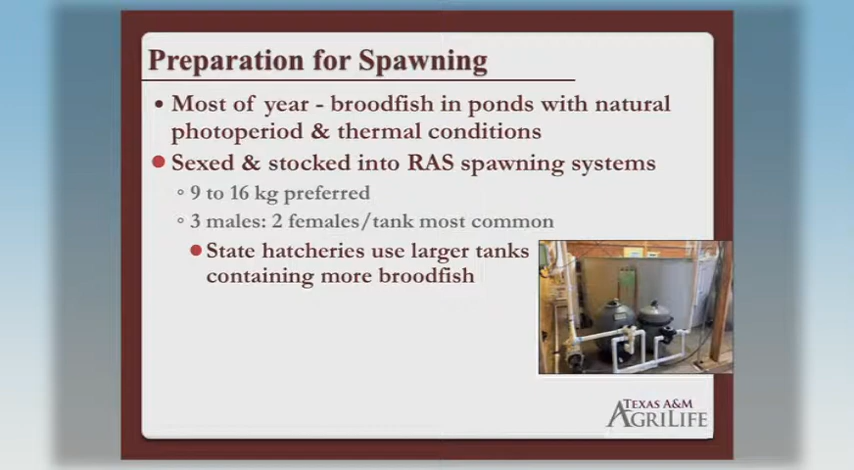 Preparation for Spawning
• Most of year - broodfish in ponds with natural
photoperiod & thermal conditions
• Sexed & stocked into RAS spawning systems
◦ 9 to 16 kg preferred
◦ 3 males: 2 females/tank most common
• State hatcheries use larger tanks
containing more broodfish
TEXAS A&M
AGRILIFE